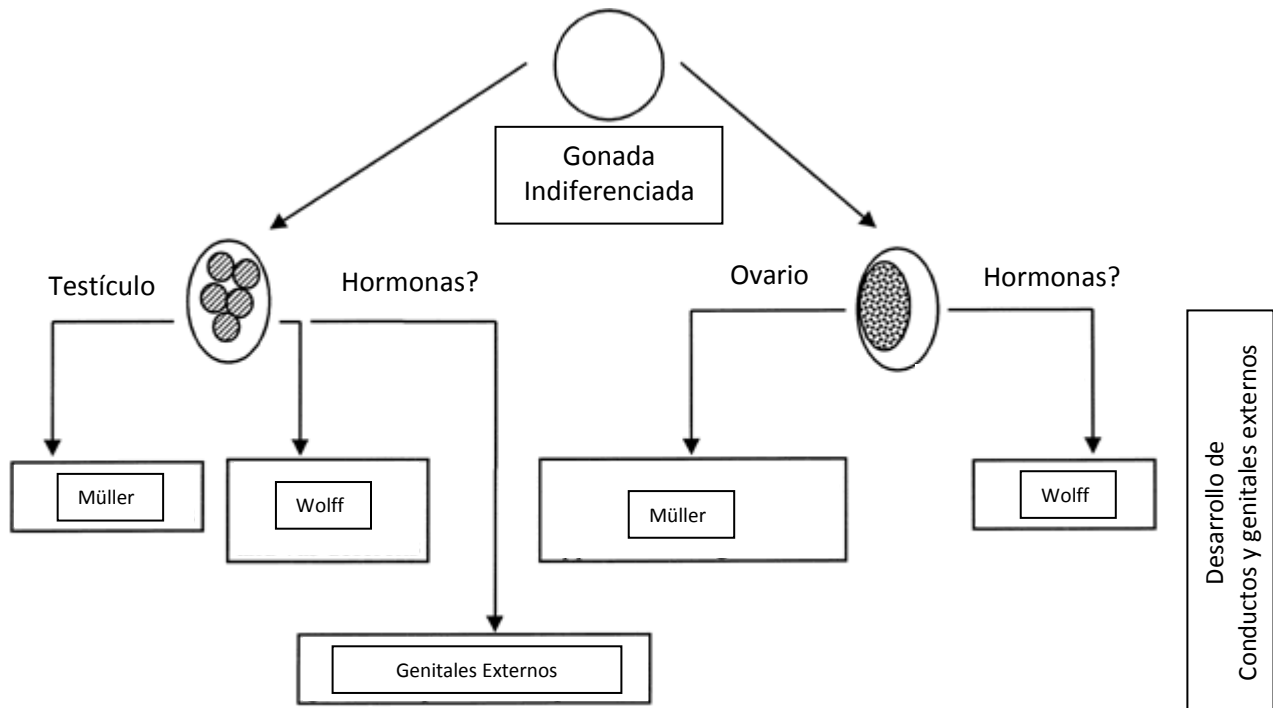 Gonada
Indiferenciada
Testículo
Hormonas?
Ovario
Hormonas?
Müller
Wolff
Müller
Wolff
Genitales Externos
Desarrollo de
Conductos y genitales externos